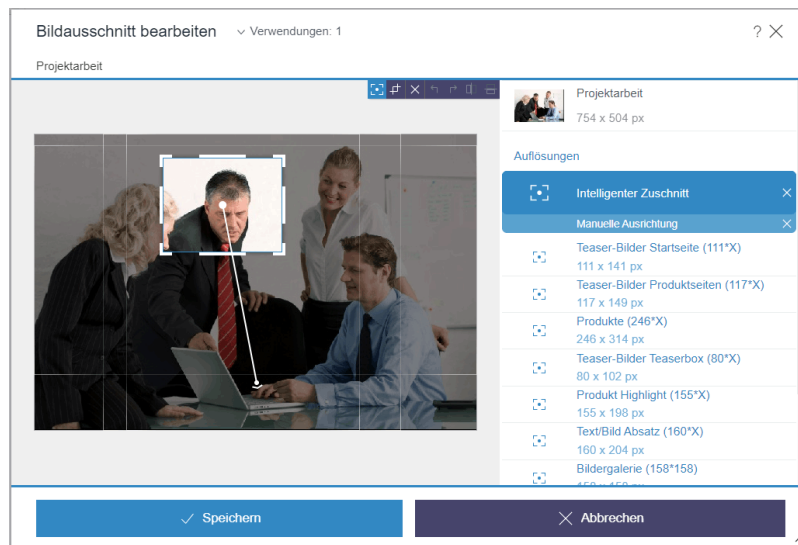 Bildausschnitt bearbeiten Verwendungen: 1
?
Projektarbeit
Projektarbeit
754 x 504 px
Auflösungen
Intelligenter Zuschnitt
Manuelle Ausrichtung
Teaser-Bilder Startseite (111*X)
111 x 141 px
Teaser-Bilder Produktseiten (117*X)
117 x 149 px
Produkte (246*X)
246 x 314 px
Teaser-Bilder Teaserbox (80*X)
80 x 102 px
Produkt Highlight (155*X)
155 x 198 px
Text/Bild Absatz (160*X)
160 x 204 px
Bildergalerie (158*158)
158 x 158 px
Speichern
Abbrechen